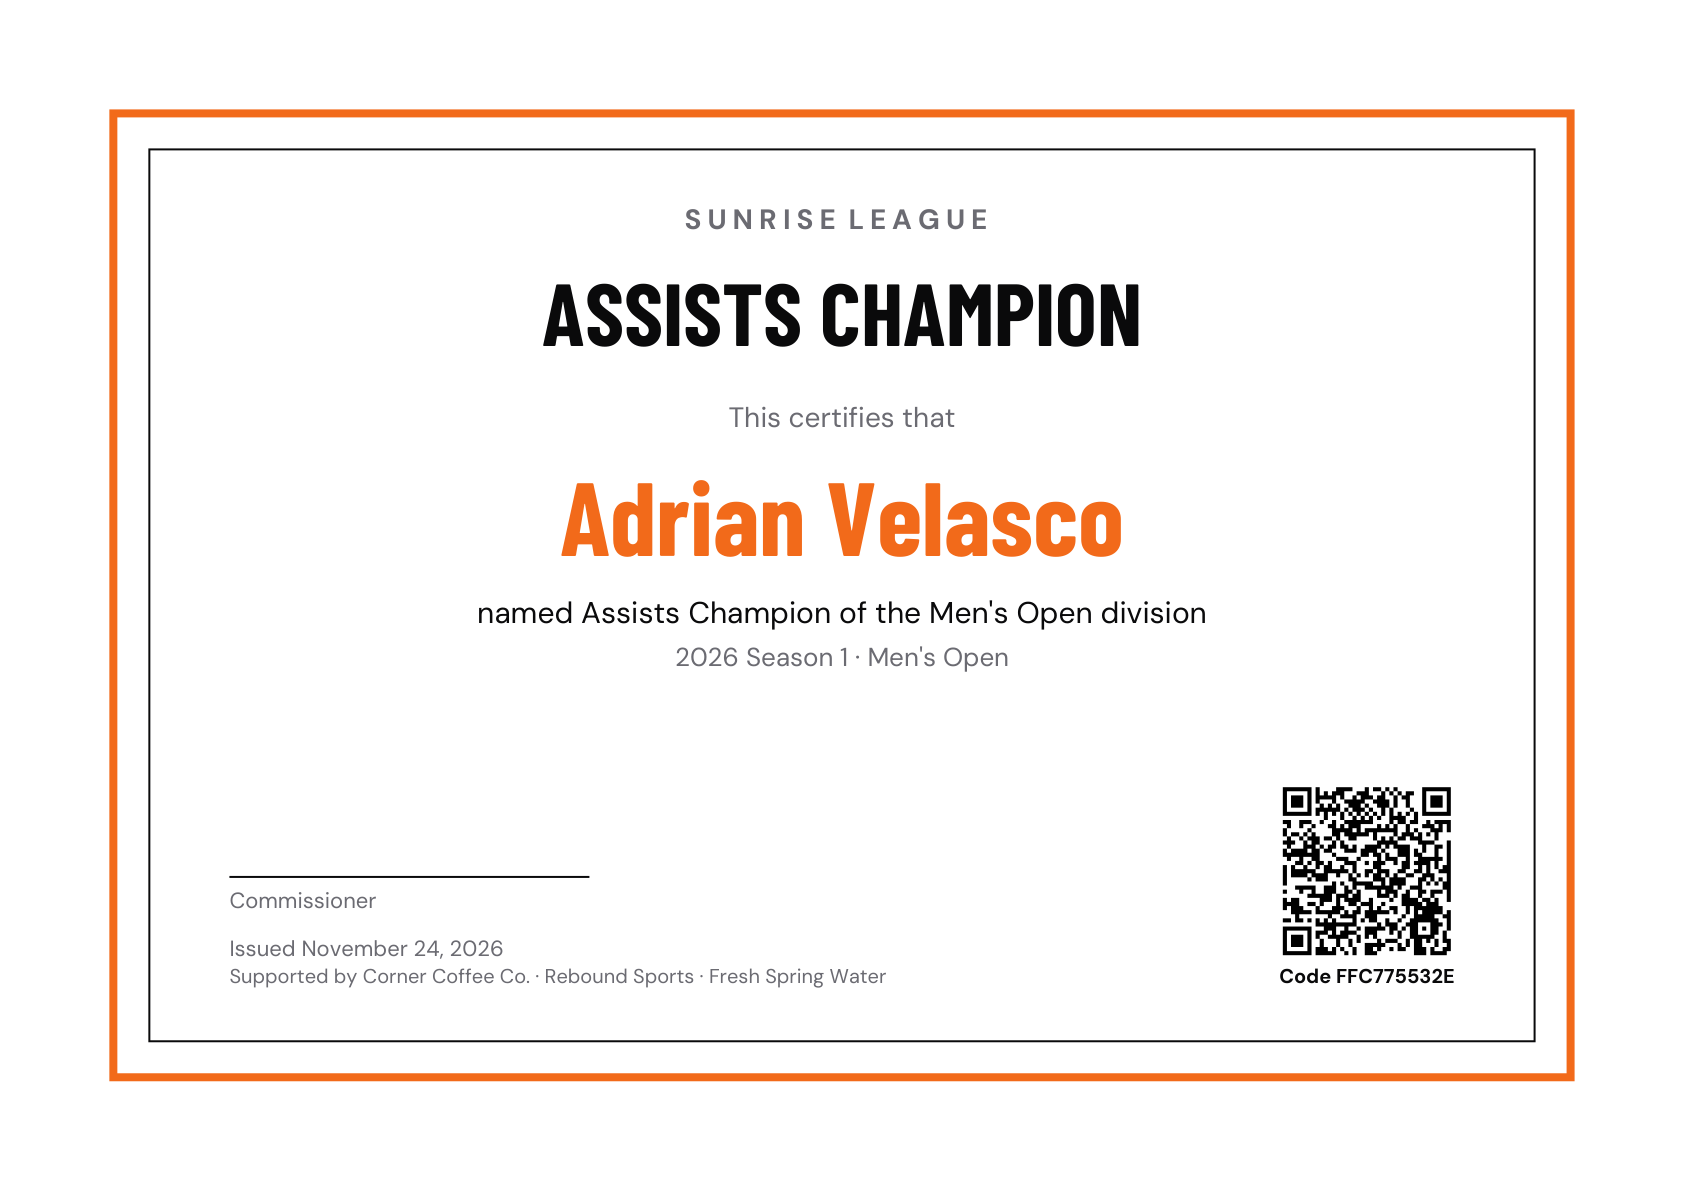 SUNRISE LEAGUE
ASSISTS CHAMPION
This certifies that
Adrian Velasco
named Assists Champion of the Men's Open division
2026 Season 1 · Men's Open
Commissioner
Issued November 24, 2026
Supported by Corner Coffee Co. · Rebound Sports · Fresh Spring Water
Code FFC775532E